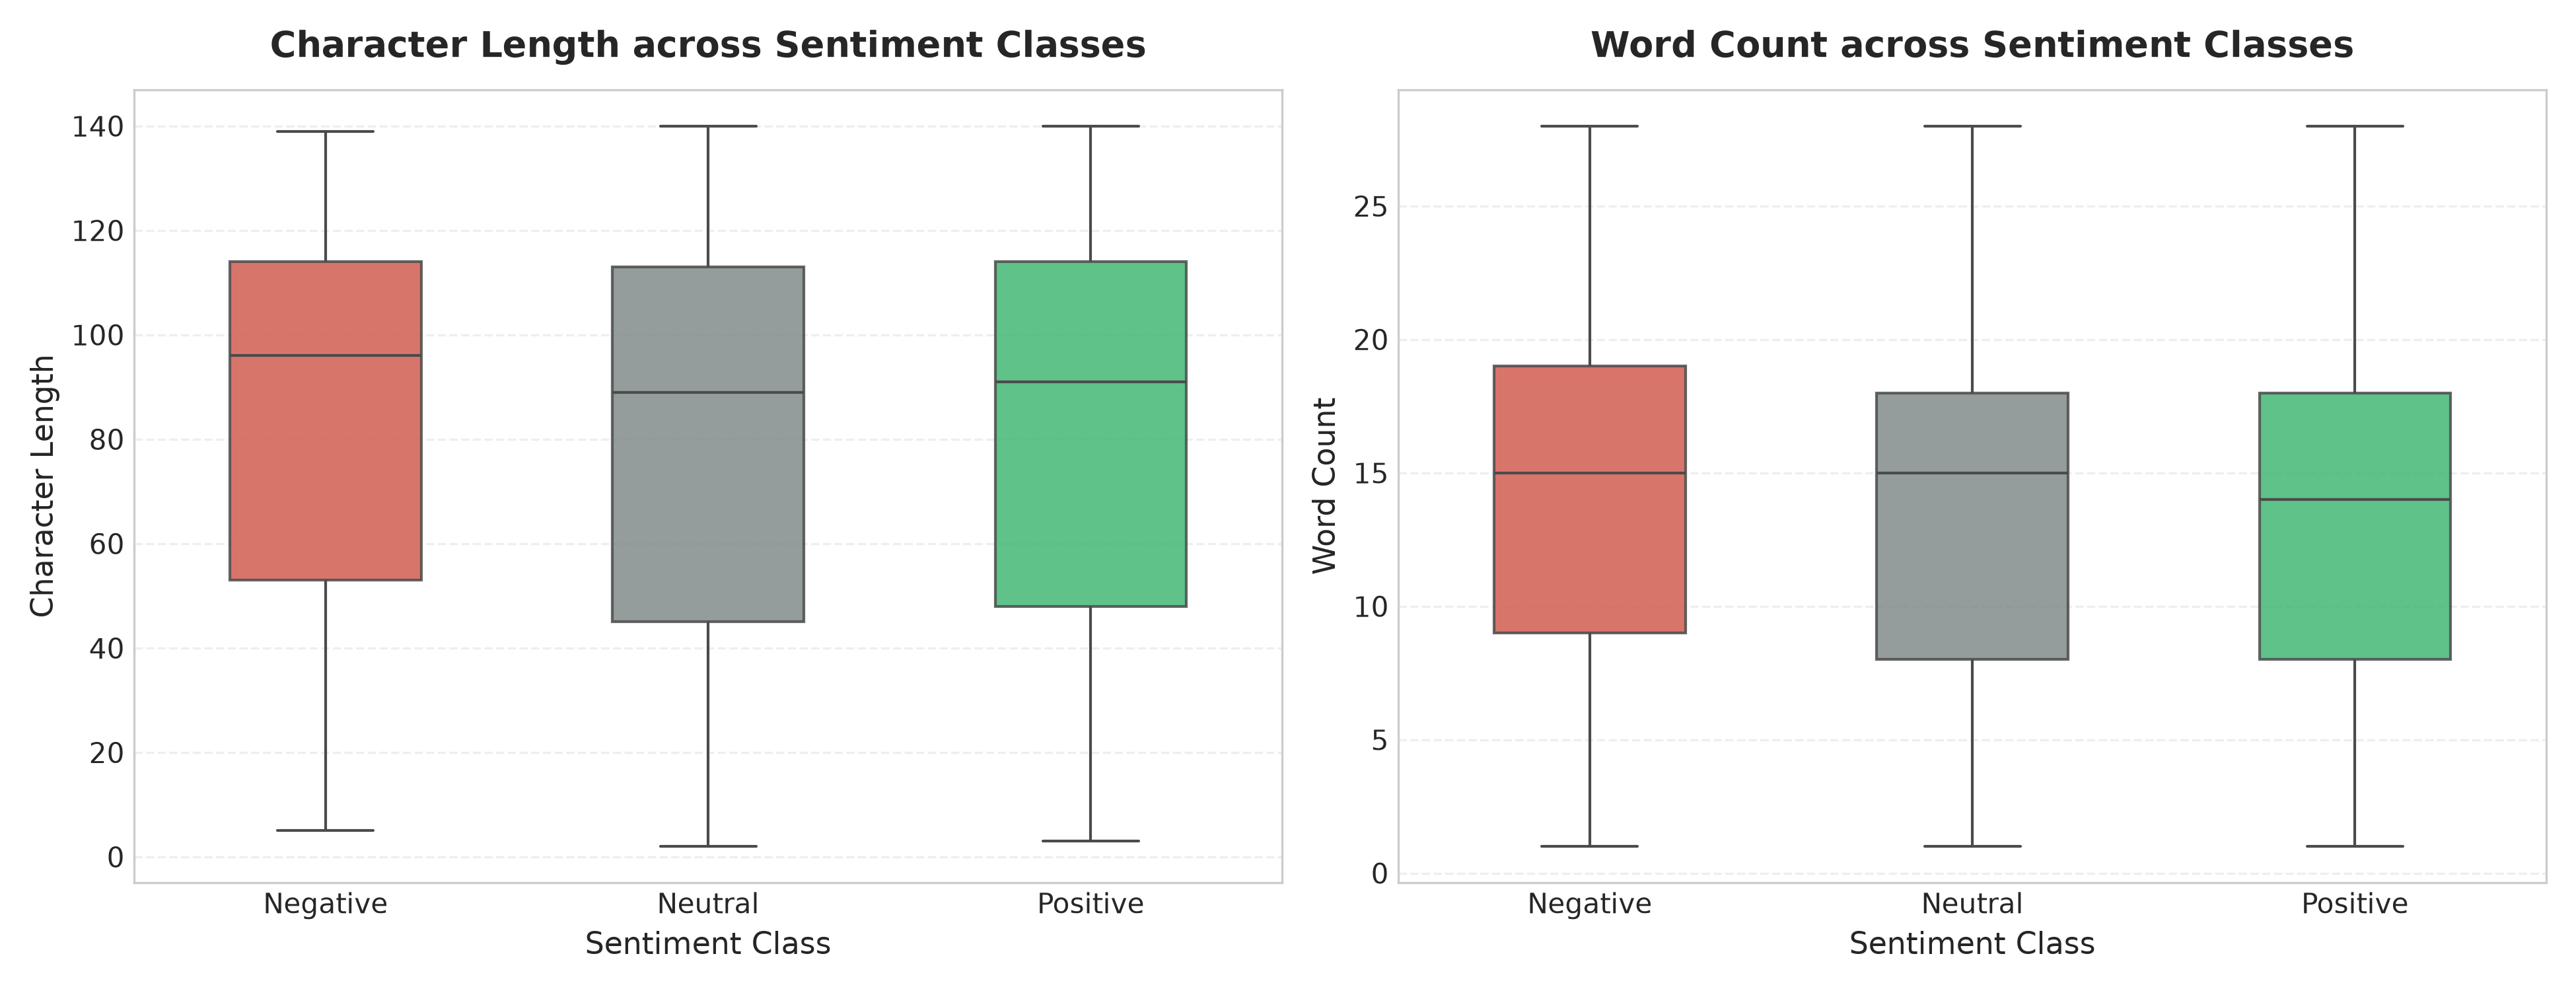 Character Length across Sentiment Classes
Character Length
140
120
100
80
60
40
20
0
Negative Neutral Positive
Sentiment Class
Word Count across Sentiment Classes
Word Count
25
20
15
10
5
0
Negative Neutral Positive
Sentiment Class